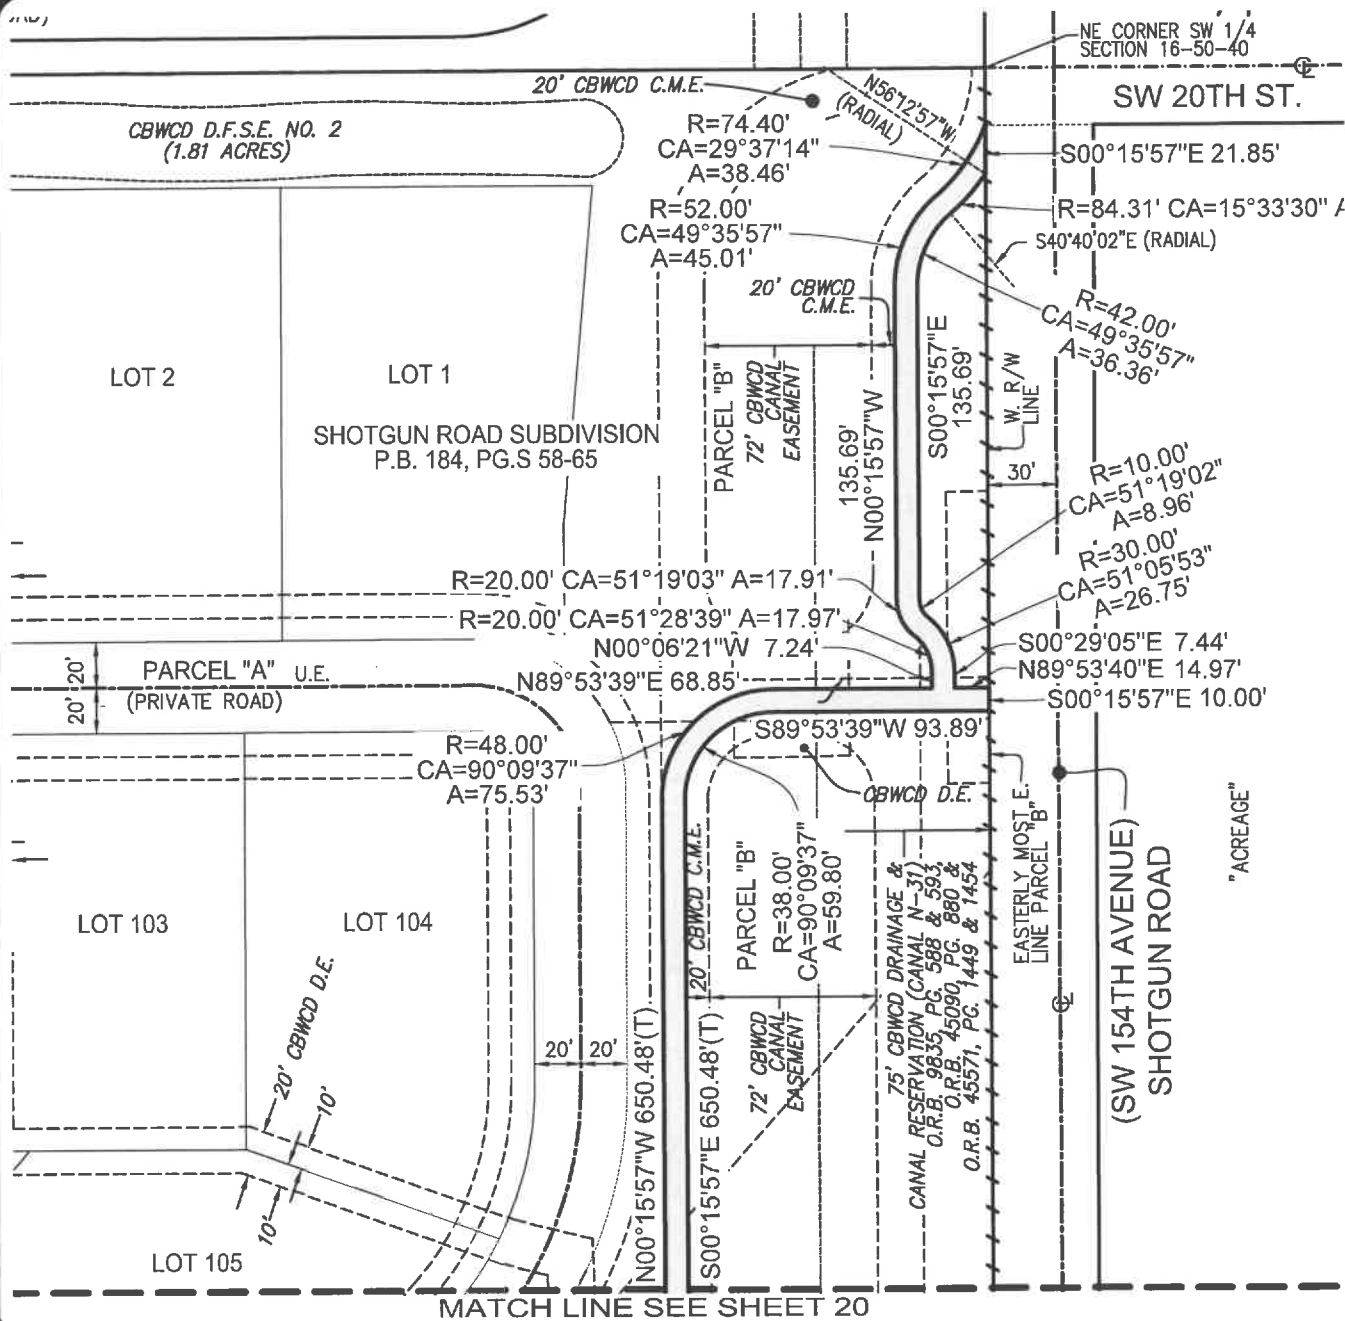 NE CORNER SW 1/4
SECTION 16-50-40
20' CBWCD C.M.E.
N56°12'57"W
(RADIAL)
SW 20TH ST.
CBWCD D.F.S.E. NO. 2
(1.81 ACRES)
R=74.40'
CA=29°37'14"
A=38.46'
S00°15'57"E 21.85'
R=52.00'
CA=49°35'57"
A=45.01'
R=84.31' CA=15°33'30"
S40°40'02"E (RADIAL)
20' CBWCD
C.M.E.
R=42.00'
CA=49°35'57"
A=36.36'
LOT 2
LOT 1
PARCEL "B"
72' CBWCD
CANAL
EASEMENT
135.69'
N00°15'57"W
S00°15'57"E
135.69'
W. R/W
LINE
SHOTGUN ROAD SUBDIVISION
P.B. 184, PG.S 58-65
30'
R=10.00'
CA=51°19'02"
A=8.96'
R=30.00'
CA=51°05'53"
A=26.75'
R=20.00' CA=51°19'03" A=17.91'
R=20.00' CA=51°28'39" A=17.97'
N00°06'21"W 7.24'
S00°29'05"E 7.44'
N89°53'39"E 68.85'
N89°53'40"E 14.97'
S00°15'57"E 10.00'
20'
20'
PARCEL "A" U.E.
(PRIVATE ROAD)
S89°53'39"W 93.89'
R=48.00'
CA=90°09'37"
A=75.53'
CBWCD D.E.
20' CBWCD C.M.E.
PARCEL "B"
R=38.00'
CA=90°09'37"
A=59.80'
75' CBWCD DRAINAGE &
CANAL RESERVATION (CANAL N-31)
O.R.B. 9835, PG. 588 & 593,
O.R.B. 45090, PG. 880 &
O.R.B. 45571, PG. 1449 & 1454
EASTERLY MOST E.
LINE PARCEL "B"
(SW 154TH AVENUE)
SHOTGUN ROAD
"ACREAGE"
LOT 103
LOT 104
20' CBWCD D.E.
10'
10'
20'
20'
N00°15'57"W 650.48'(T)
S00°15'57"E 650.48'(T)
72' CBWCD
CANAL
EASEMENT
LOT 105
MATCH LINE SEE SHEET 20